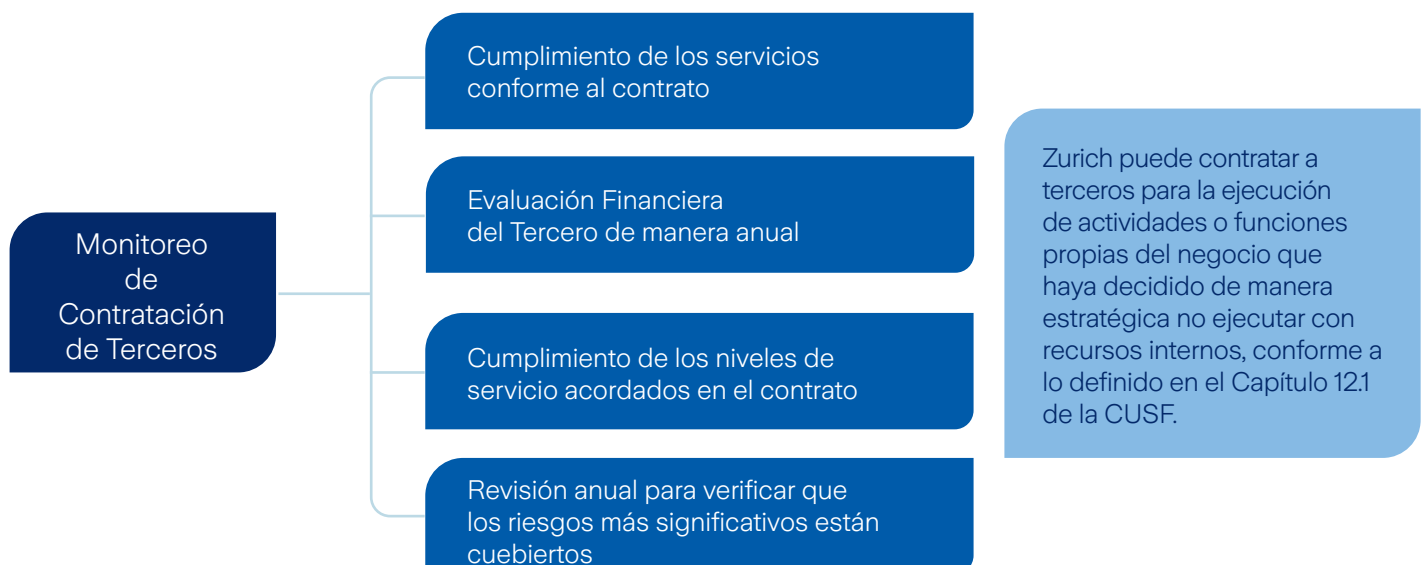 Monitoreo
de
Contratación
de Terceros
Cumplimiento de los servicios
conforme al contrato
Evaluación Financiera
del Tercero de manera anual
Cumplimiento de los niveles de
servicio acordados en el contrato
Revisión anual para verificar que
los riesgos más significativos están
cuebiertos
Zurich puede contratar a
terceros para la ejecución
de actividades o funciones
propias del negocio que
haya decidido de manera
estratégica no ejecutar con
recursos internos, conforme a
lo definido en el Capítulo 12.1
de la CUSF.